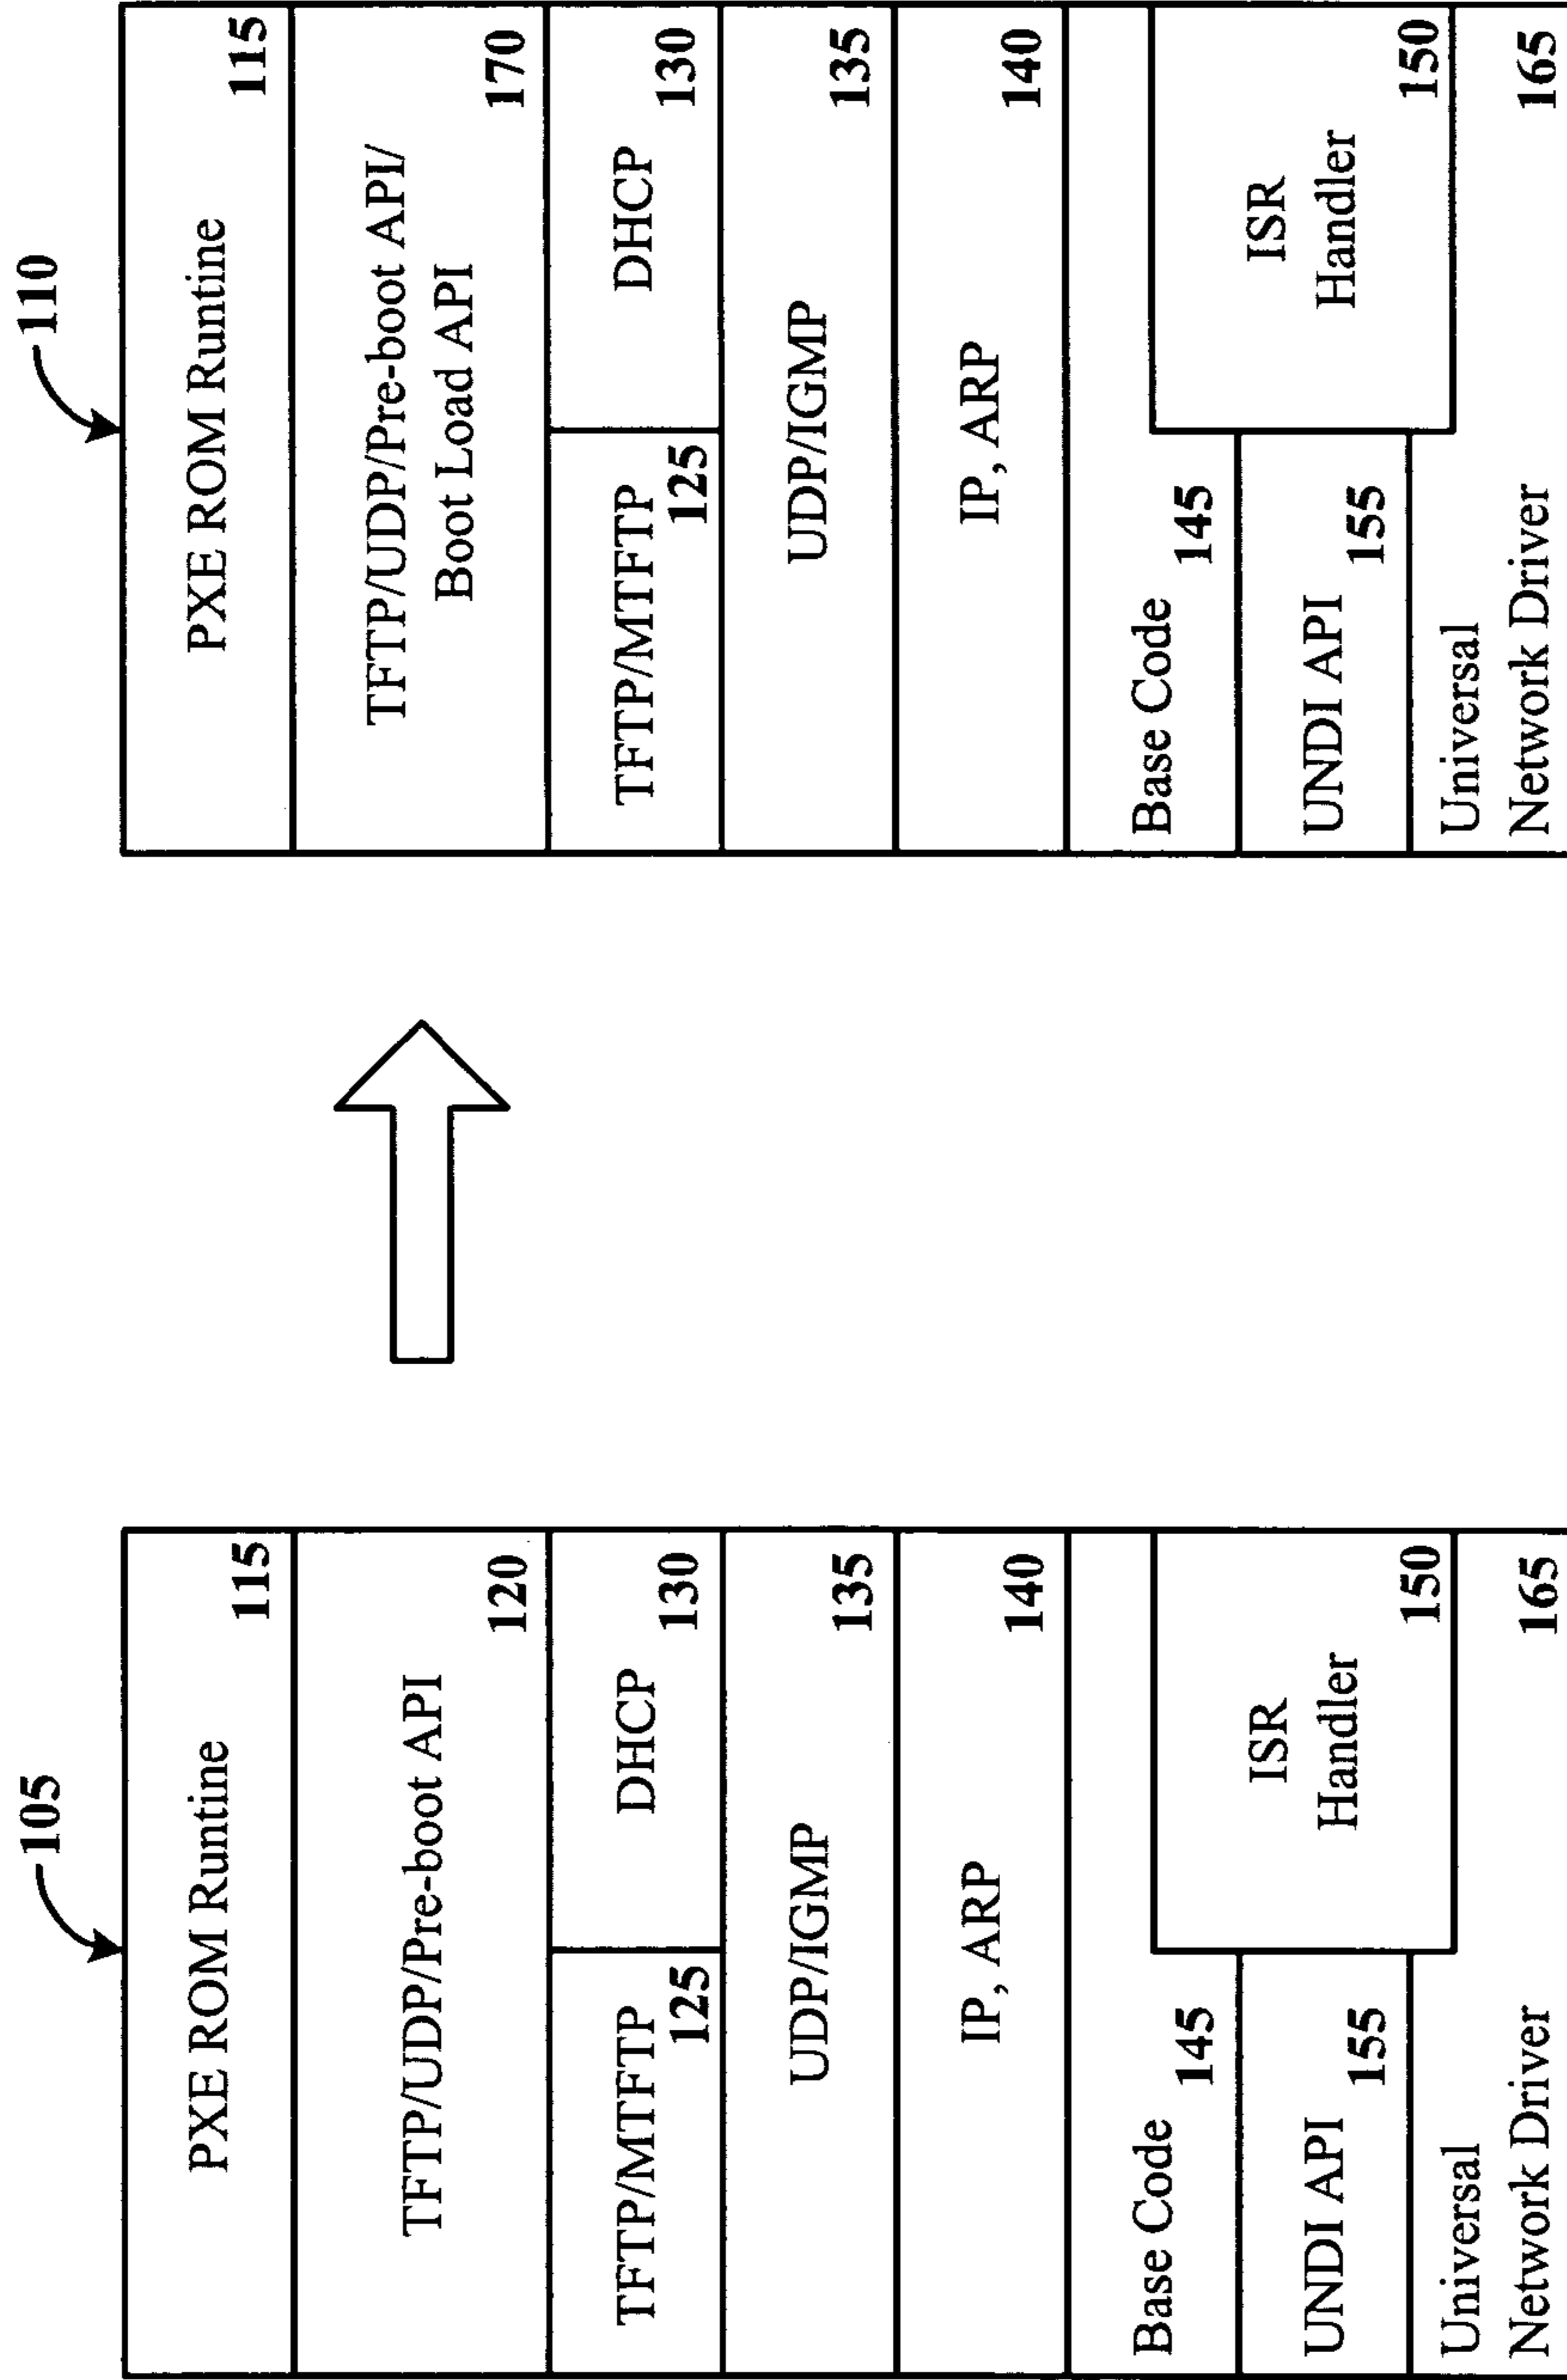 105
PXE ROM Runtine
115
TFTP/UDP/Pre-boot API
120
TFTP/MTFTP
125
DHCP
130
UDP/IGMP
135
IP, ARP
140
Base Code
145
ISR
Handler
150
UNDI API
155
Universal
Network Driver
165
110
PXE ROM Runtine
115
TFTP/UDP/Pre-boot API/
Boot Load API
170
TFTP/MTFTP
125
DHCP
130
UDP/IGMP
135
IP, ARP
140
Base Code
145
ISR
Handler
150
UNDI API
155
Universal
Network Driver
165